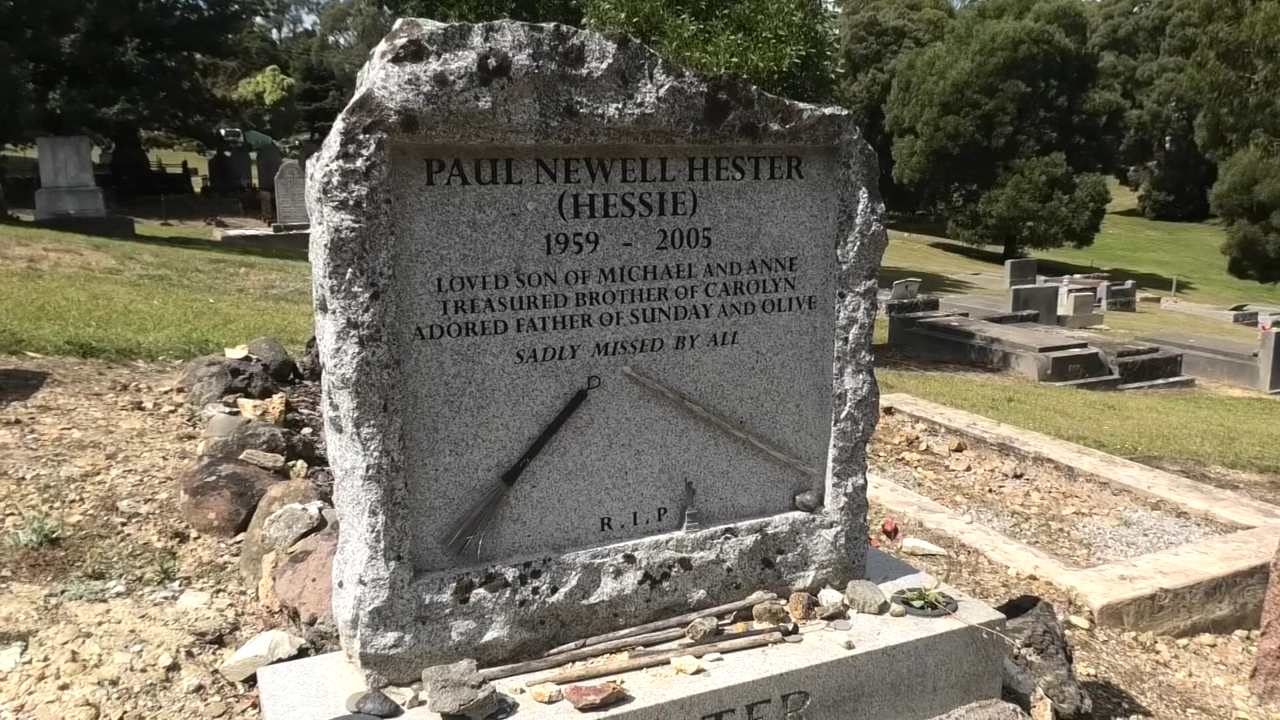 PAUL NEWELL HESTER
(HESSIE)
1959 - 2005
LOVED SON OF MICHAEL AND ANNE
TREASURED BROTHER OF CAROLYN
ADORED FATHER OF SUNDAY AND OLIVE
SADLY MISSED BY ALL
R.I.P
TER